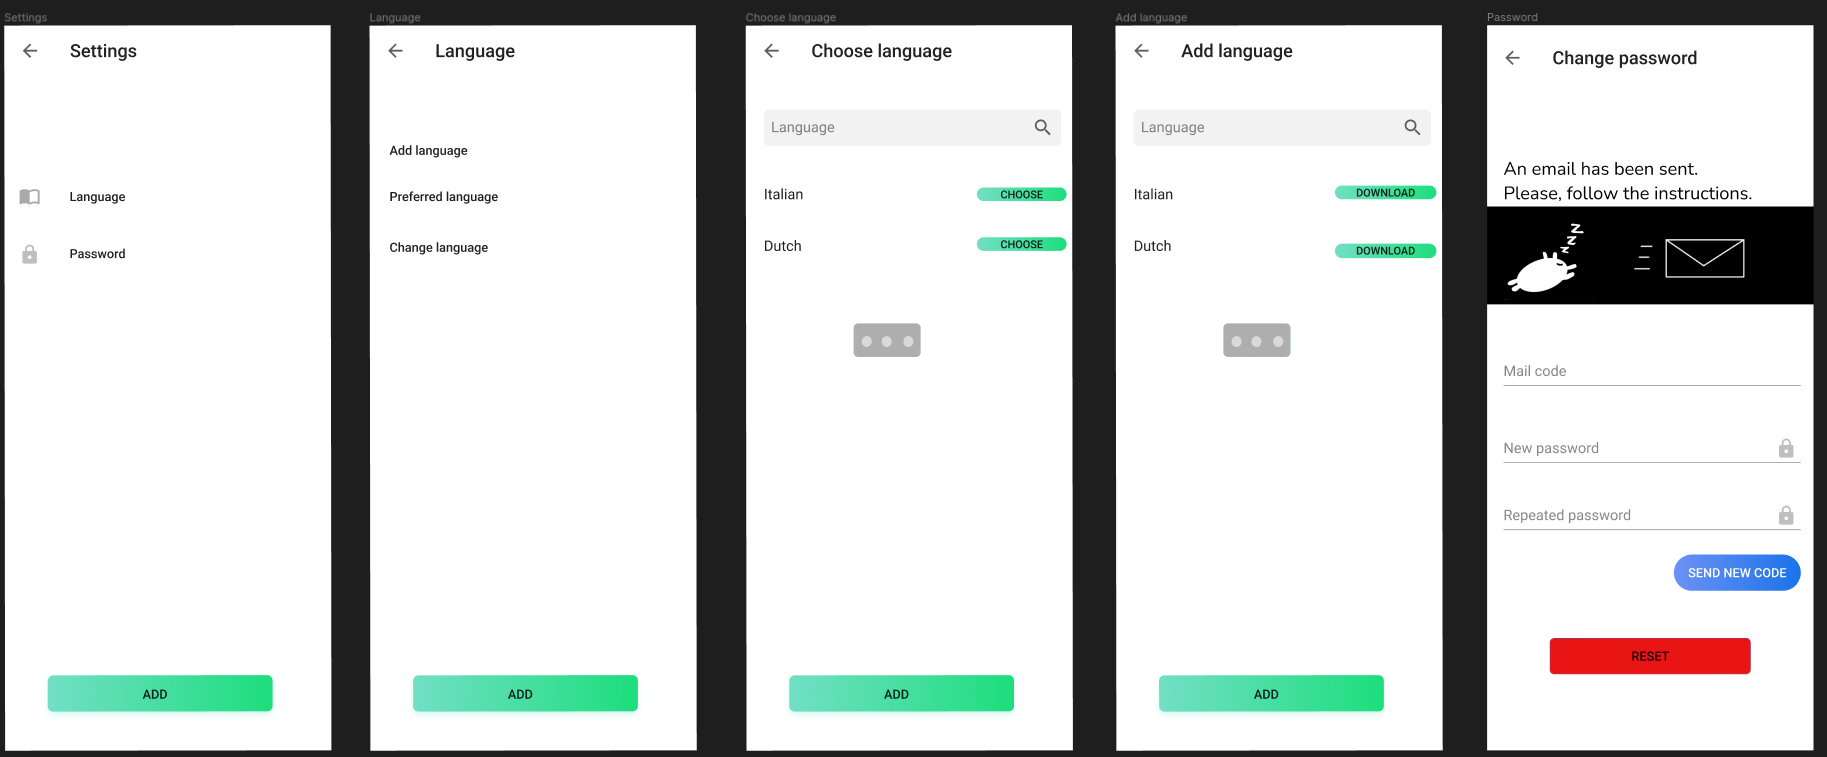 Settings
Settings
Language
Password
ADD
Language
Language
Add language
Preferred language
Change language
ADD
Choose language
Choose language
Language
Italian
CHOOSE
Dutch
CHOOSE
ADD
Add language
Add language
Language
Italian
DOWNLOAD
Dutch
DOWNLOAD
ADD
Password
Change password
An email has been sent.
Please, follow the instructions.
z
z
z
z
Mail code
New password
Repeated password
SEND NEW CODE
RESET